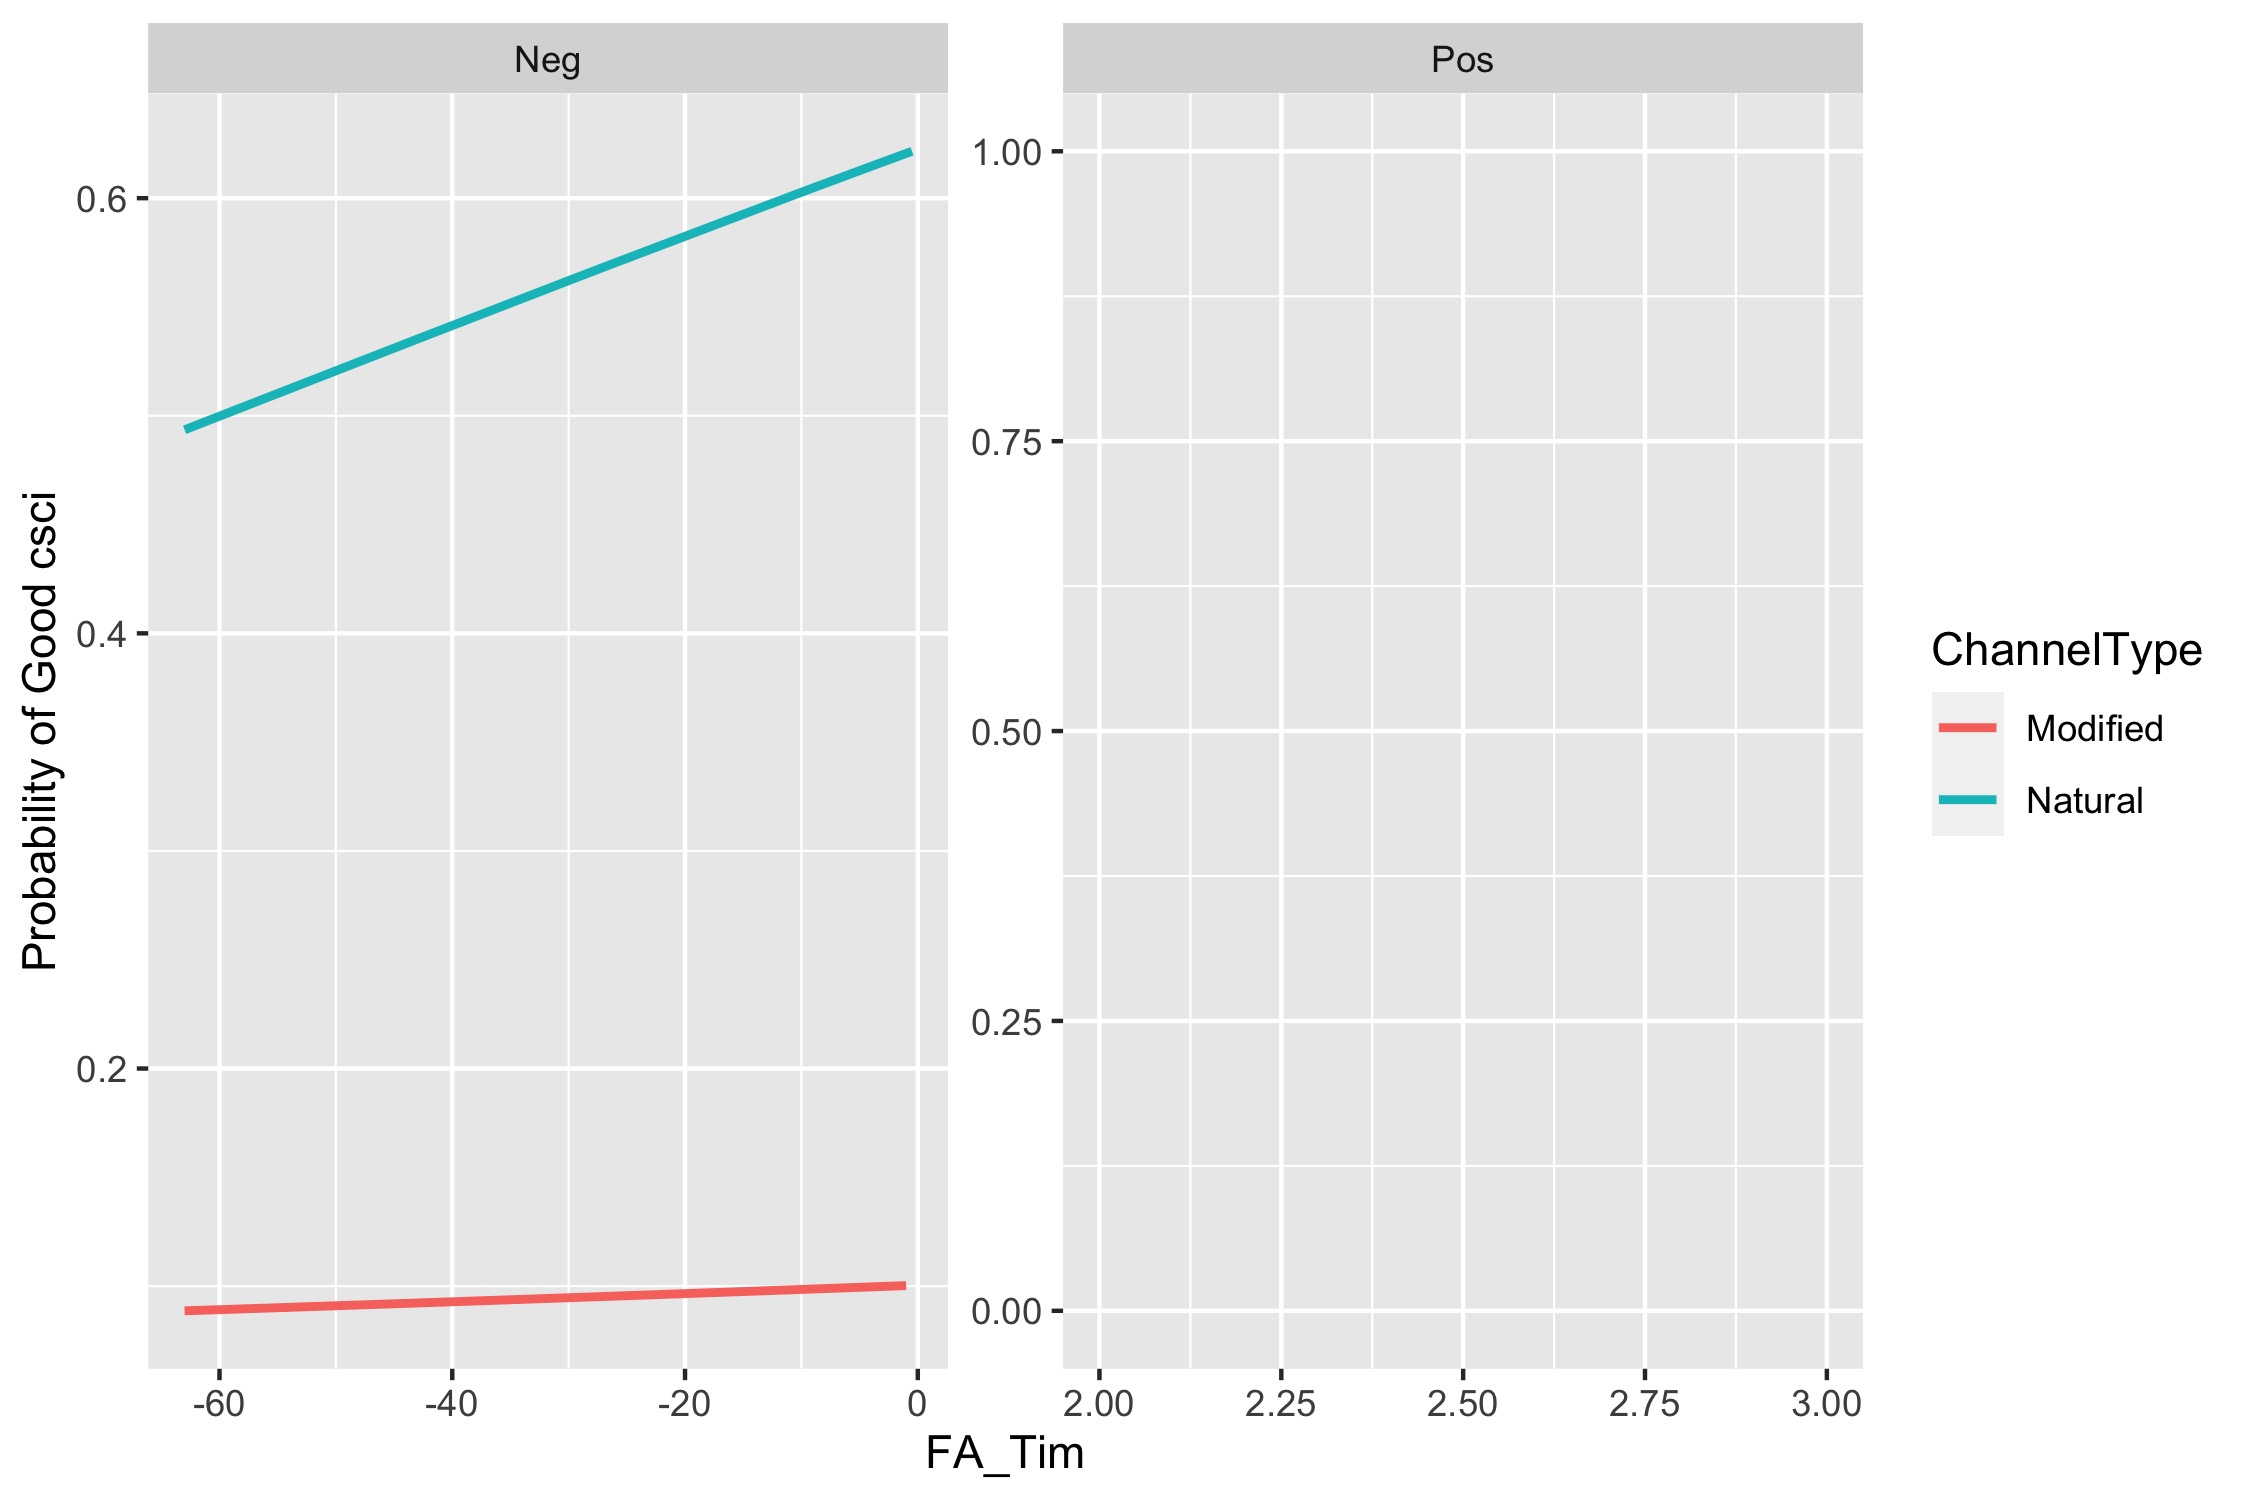 Neg
Pos
Probability of Good csci
0.6
0.4
0.2
1.00
0.75
0.50
0.25
0.00
-60
-40
-20
0
2.00
2.25
2.50
2.75
3.00
FA_Tim
ChannelType
Modified
Natural